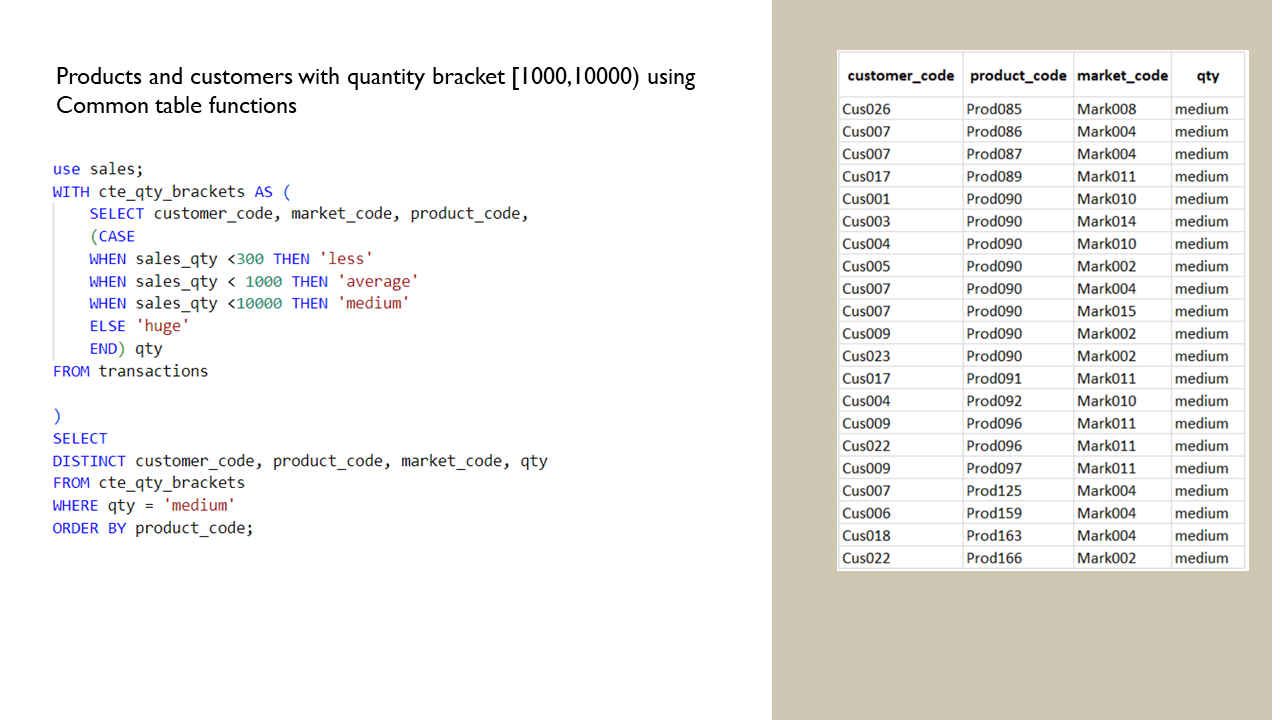 Products and customers with quantity bracket [1000,10000) using
Common table functions
use sales;
WITH cte_qty_brackets AS (
SELECT customer_code, market_code, product_code,
(CASE
WHEN sales_qty <300 THEN 'less'
WHEN sales_qty < 1000 THEN 'average'
WHEN sales_qty <10000 THEN 'medium'
ELSE 'huge'
END) qty
FROM transactions
)
SELECT
DISTINCT customer_code, product_code, market_code, qty
FROM cte_qty_brackets
WHERE qty = 'medium'
ORDER BY product_code;
customer_code product_code market_code qty
Cus026 Prod085 Mark008 medium
Cus007 Prod086 Mark004 medium
Cus007 Prod087 Mark004 medium
Cus017 Prod089 Mark011 medium
Cus001 Prod090 Mark010 medium
Cus003 Prod090 Mark014 medium
Cus004 Prod090 Mark010 medium
Cus005 Prod090 Mark002 medium
Cus007 Prod090 Mark004 medium
Cus007 Prod090 Mark015 medium
Cus009 Prod090 Mark002 medium
Cus023 Prod090 Mark002 medium
Cus017 Prod091 Mark011 medium
Cus004 Prod092 Mark010 medium
Cus009 Prod096 Mark011 medium
Cus022 Prod096 Mark011 medium
Cus009 Prod097 Mark011 medium
Cus007 Prod125 Mark004 medium
Cus006 Prod159 Mark004 medium
Cus018 Prod163 Mark004 medium
Cus022 Prod166 Mark002 medium